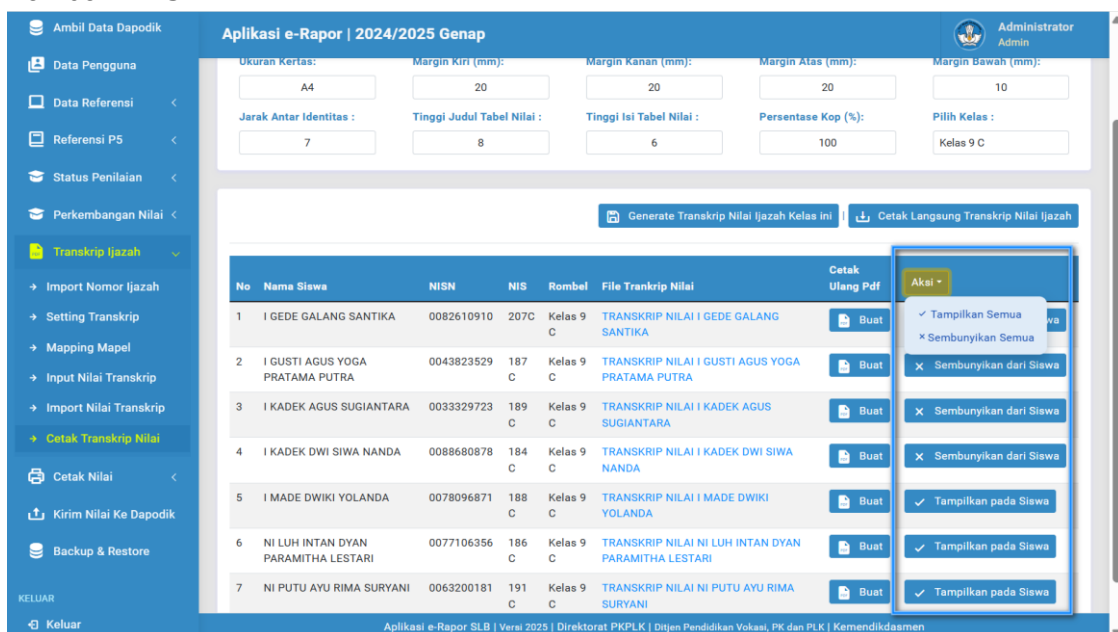 Ambil Data Dapodik
Data Pengguna
Data Referensi
Referensi P5
Status Penilaian
Perkembangan Nilai
Transkrip Ijazah
Import Nomor Ijazah
Setting Transkrip
Mapping Mapel
Input Nilai Transkrip
Import Nilai Transkrip
Cetak Transkrip Nilai
Cetak Nilai
Kirim Nilai Ke Dapodik
Backup & Restore
KELUAR
Keluar
Aplikasi e-Rapor | 2024/2025 Genap
Administrator
Admin
Ukuran Kertas: Margin Kiri (mm): Margin Kanan (mm): Margin Atas (mm): Margin Bawah (mm):
A4 20 20 20 10
Jarak Antar Identitas : Tinggi Judul Tabel Nilai : Tinggi Isi Tabel Nilai : Persentase Kop (%): Pilih Kelas :
7 8 6 100 Kelas 9 C
Generate Transkrip Nilai Ijazah Kelas ini | Cetak Langsung Transkrip Nilai Ijazah
No Nama Siswa NISN NIS Rombel File Trankrip Nilai Cetak Ulang Pdf Aksi
Tampilkan Semua
Sembunyikan Semua
1 I GEDE GALANG SANTIKA 0082610910 207C Kelas 9 C TRANSKRIP NILAI I GEDE GALANG SANTIKA Buat wa
2 I GUSTI AGUS YOGA PRATAMA PUTRA 0043823529 187 C Kelas 9 C TRANSKRIP NILAI I GUSTI AGUS YOGA PRATAMA PUTRA Buat Sembunyikan dari Siswa
3 I KADEK AGUS SUGIANTARA 0033329723 189 C Kelas 9 C TRANSKRIP NILAI I KADEK AGUS SUGIANTARA Buat Sembunyikan dari Siswa
4 I KADEK DWI SIWA NANDA 0088680878 184 C Kelas 9 C TRANSKRIP NILAI I KADEK DWI SIWA NANDA Buat Sembunyikan dari Siswa
5 I MADE DWIKI YOLANDA 0078096871 188 C Kelas 9 C TRANSKRIP NILAI I MADE DWIKI YOLANDA Buat Tampilkan pada Siswa
6 NI LUH INTAN DYAN PARAMITHA LESTARI 0077106356 186 C Kelas 9 C TRANSKRIP NILAI NI LUH INTAN DYAN PARAMITHA LESTARI Buat Tampilkan pada Siswa
7 NI PUTU AYU RIMA SURYANI 0063200181 191 C Kelas 9 C TRANSKRIP NILAI NI PUTU AYU RIMA SURYANI Buat Tampilkan pada Siswa
Aplikasi e-Rapor SLB | Versi 2025 | Direktorat PKPLK | Ditjen Pendidikan Vokasi, PK dan PLK | Kemendikdasmen